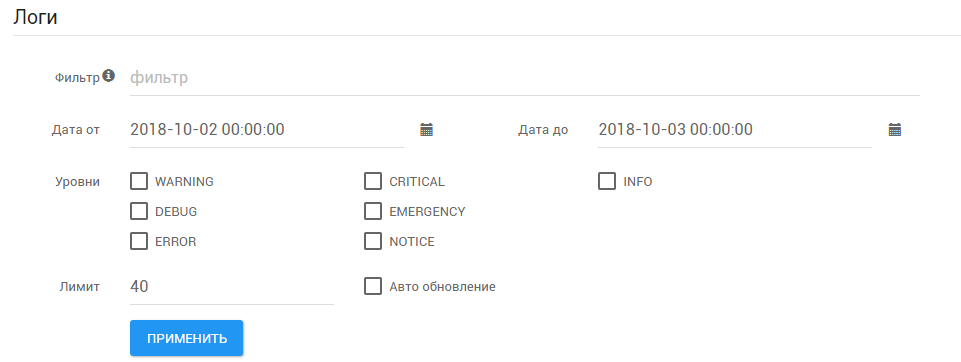 Логи
Фильтр фильтр
Дата от 2018-10-02 00:00:00 Дата до 2018-10-03 00:00:00
Уровни WARNING CRITICAL INFO
DEBUG EMERGENCY
ERROR NOTICE
Лимит 40 Авто обновление
ПРИМЕНИТЬ